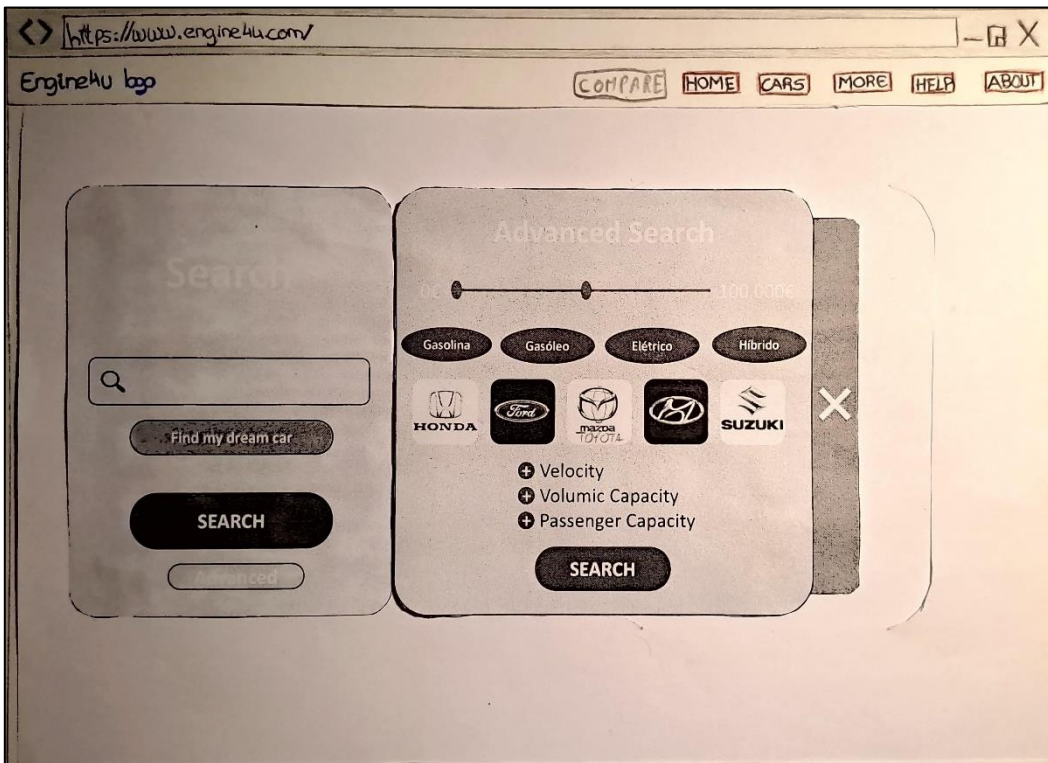 https://www.engine4u.com/
Engine4u logo
COMPARE HOME CARS MORE HELP ABOUT
Search
Find my dream car
SEARCH
Advanced
Advanced Search
0€ 100.000€
Gasolina Gasóleo Elétrico Híbrido
HONDA Ford mazda SUZUKI
TOYOTA
Velocity
Volumic Capacity
Passenger Capacity
SEARCH